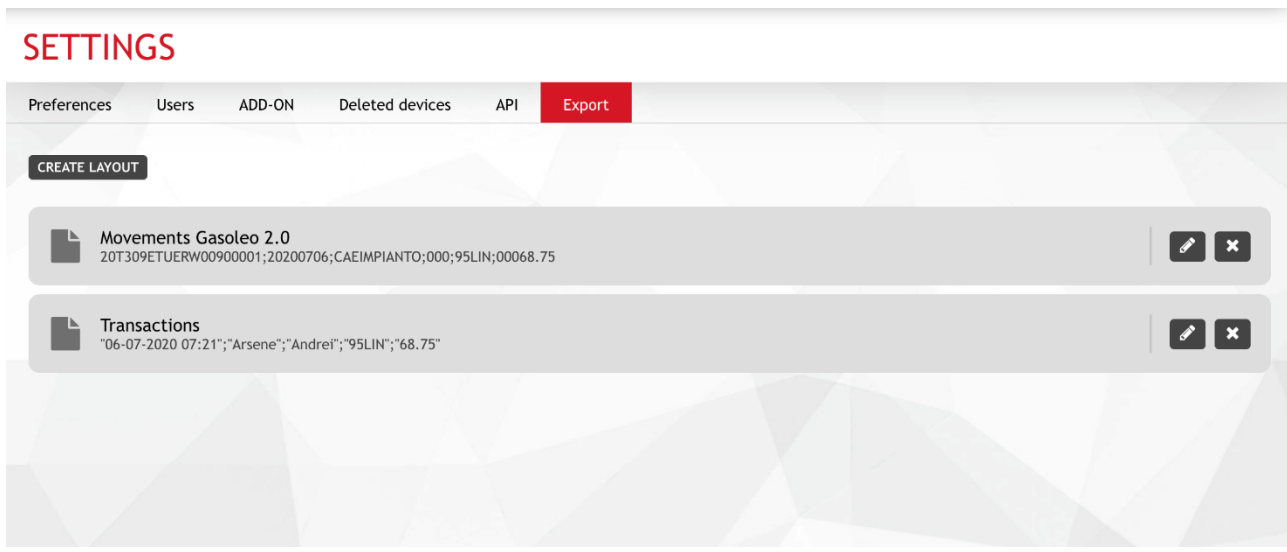 SETTINGS
Preferences Users ADD-ON Deleted devices API Export
CREATE LAYOUT
Movements Gasoleo 2.0
20T309ETUERW00900001;20200706;CAEIMPIANTO;000;95LIN;00068.75
Transactions
"06-07-2020 07:21";"Arsene";"Andrei";"95LIN";"68.75"